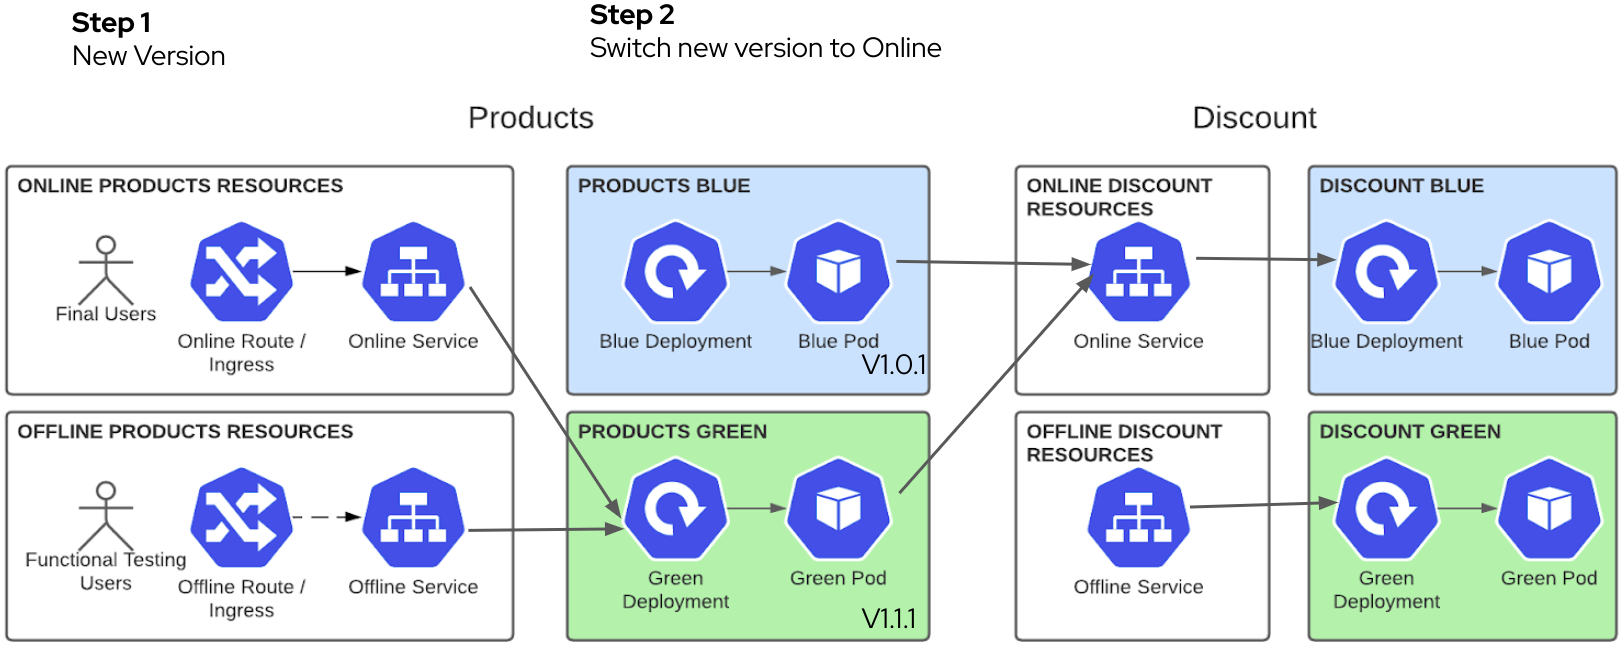 Step 1
New Version
Step 2
Switch new version to Online
Products
Discount
ONLINE PRODUCTS RESOURCES
Final Users
Online Route /
Ingress
Online Service
PRODUCTS BLUE
Blue Deployment
Blue Pod
V1.0.1
ONLINE DISCOUNT
RESOURCES
Online Service
DISCOUNT BLUE
Blue Deployment
Blue Pod
OFFLINE PRODUCTS RESOURCES
Functional Testing
Users
Offline Route /
Ingress
Offline Service
PRODUCTS GREEN
Green
Deployment
Green Pod
V1.1.1
OFFLINE DISCOUNT
RESOURCES
Offline Service
DISCOUNT GREEN
Green
Deployment
Green Pod